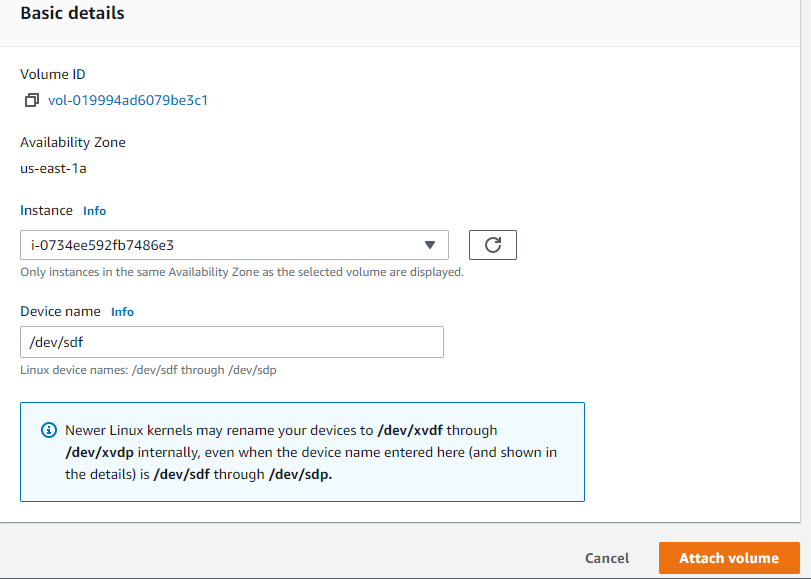 Basic details
Volume ID
vol-019994ad6079be3c1
Availability Zone
us-east-1a
Instance Info
i-0734ee592fb7486e3
Only instances in the same Availability Zone as the selected volume are displayed.
Device name Info
/dev/sdf
Linux device names: /dev/sdf through /dev/sdp
Newer Linux kernels may rename your devices to /dev/xvdf through
/dev/xvdp internally, even when the device name entered here (and shown in
the details) is /dev/sdf through /dev/sdp.
Cancel Attach volume